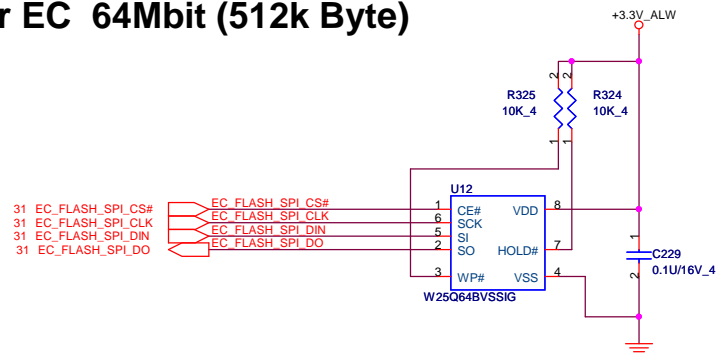 r EC 64Mbit (512k Byte)
+3.3V_ALW
R325
10K_4
R324
10K_4
2
2
1
1
U12
31 EC_FLASH_SPI_CS#
EC_FLASH_SPI_CS#
1
CE#
VDD
8
31 EC_FLASH_SPI_CLK
EC_FLASH_SPI_CLK
6
SCK
31 EC_FLASH_SPI_DIN
EC_FLASH_SPI_DIN
5
SI
31 EC_FLASH_SPI_DO
EC_FLASH_SPI_DO
2
SO
HOLD#
7
3
WP#
VSS
4
W25Q64BVSSIG
1
C229
0.1U/16V_4
2